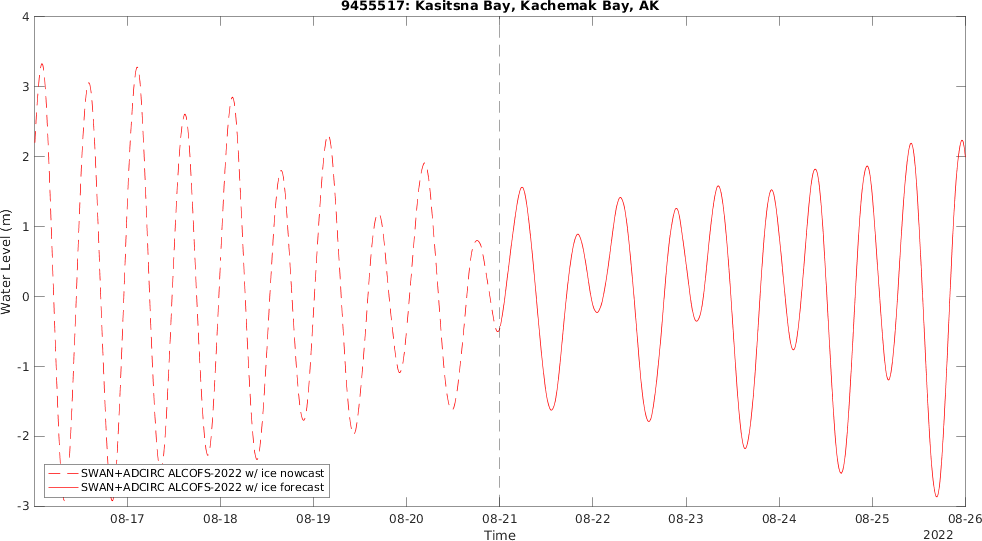 9455517: Kasitsna Bay, Kachemak Bay, AK
Water Level (m)
4
3
2
1
0
-1
-2
-3
SWAN+ADCIRC ALCOFS-2022 w/ ice nowcast
SWAN+ADCIRC ALCOFS-2022 w/ ice forecast
08-17 08-18 08-19 08-20 08-21 08-22 08-23 08-24 08-25 08-26
Time
2022